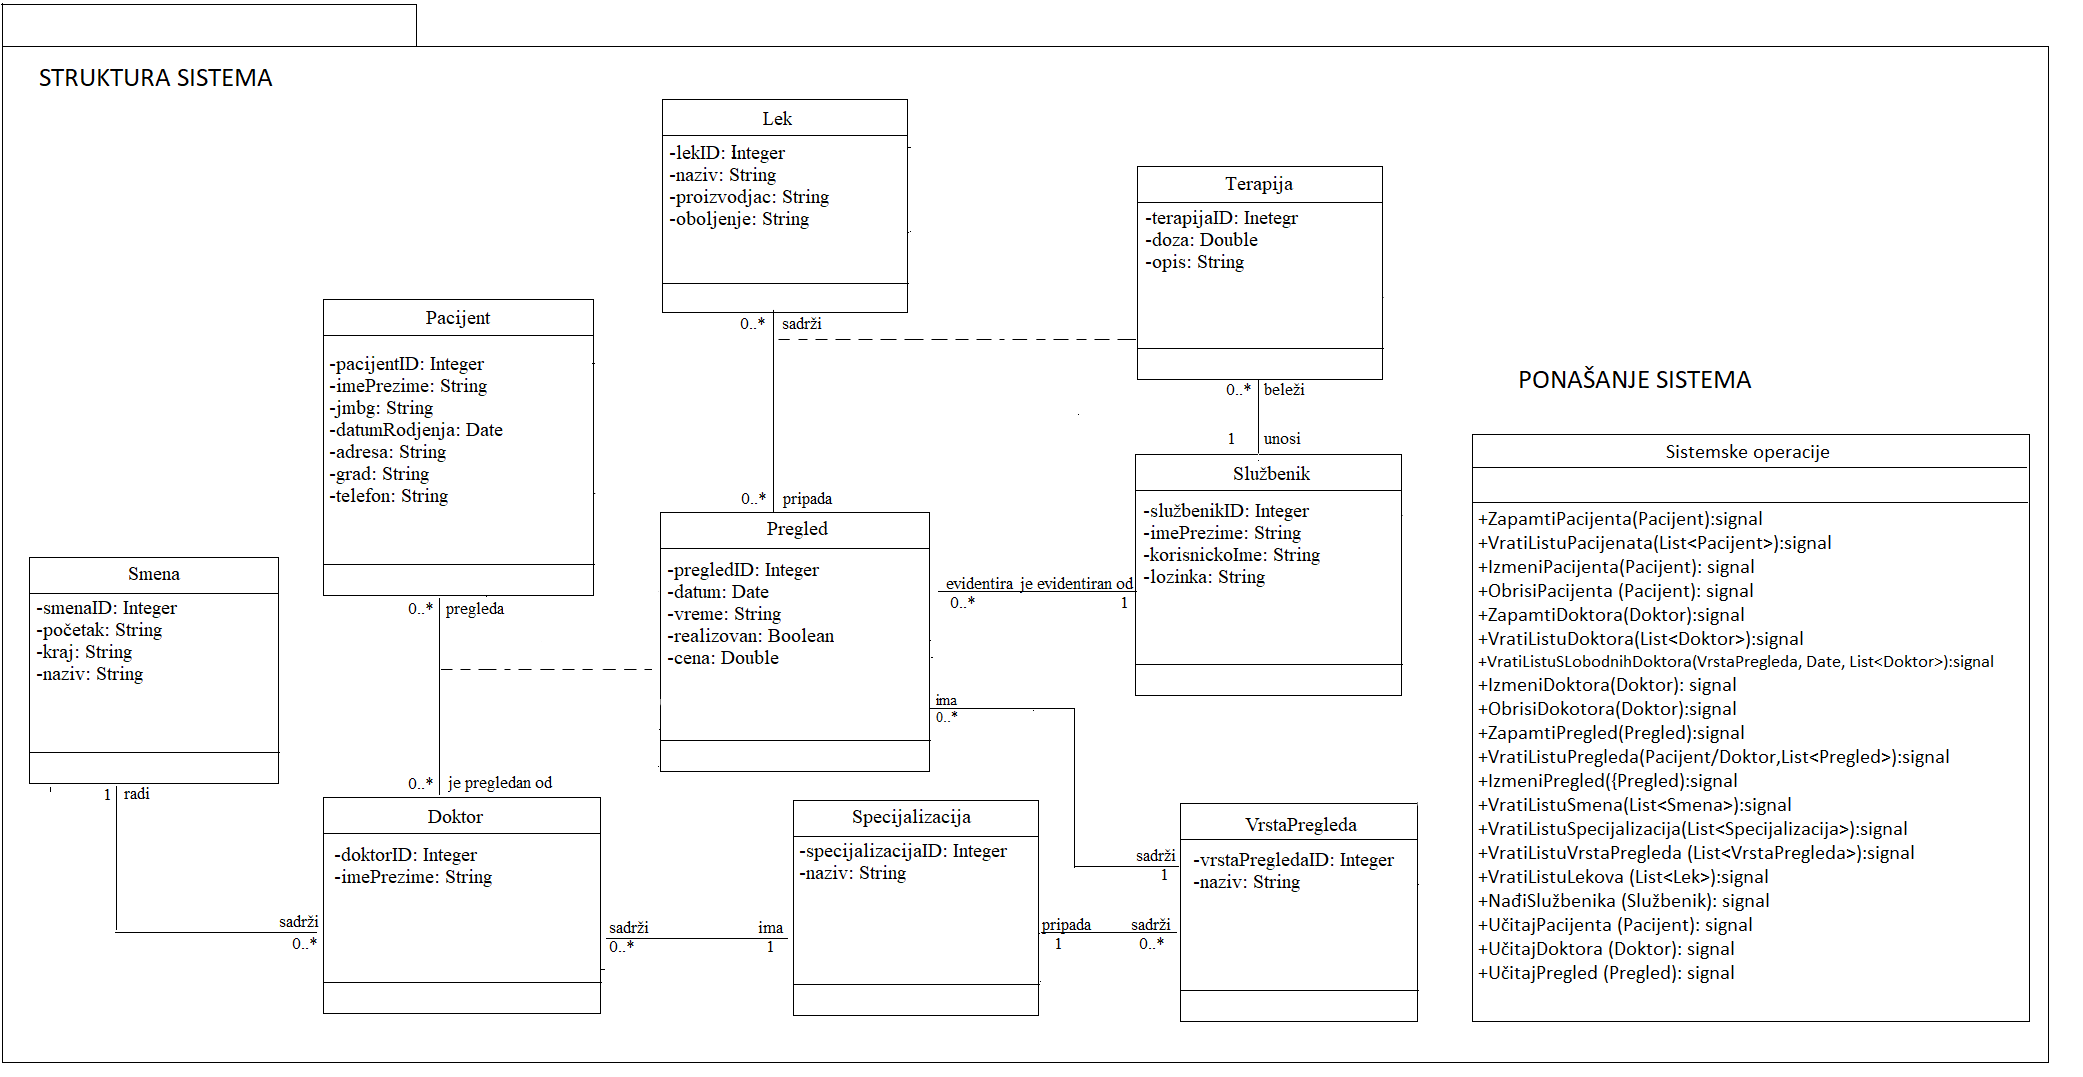 STRUKTURA SISTEMA
Lek
-lekID: Integer
-naziv: String
-proizvodjac: String
-oboljenje: String
Terapija
-terapijaID: Inetegr
-doza: Double
-opis: String
Pacijent
-pacijentID: Integer
-imePrezime: String
-jmbg: String
-datumRodjenja: Date
-adresa: String
-grad: String
-telefon: String
0..* sadrži
0..* beleži
1 unosi
0..* pripada
Službenik
-službenikID: Integer
-imePrezime: String
-korisnickoIme: String
-lozinka: String
Pregled
-pregledID: Integer
-datum: Date
-vreme: String
-realizovan: Boolean
-cena: Double
evidentira je evidentiran od
0..* 1
Smena
-smenaID: Integer
-početak: String
-kraj: String
-naziv: String
0..* pregleda
ima
0..*
0..* je pregledan od
1 radi
Doktor
-doktorID: Integer
-imePrezime: String
Specijalizacija
-specijalizacijaID: Integer
-naziv: String
VrstaPregleda
-vrstaPregledaID: Integer
-naziv: String
sadrži
1
sadrži
0..*
sadrži ima
0..* 1
pripada sadrži
1 0..*
PONAŠANJE SISTEMA
Sistemske operacije
+ZapamtiPacijenta(Pacijent):signal
+VratiListuPacijenata(List<Pacijent>):signal
+IzmeniPacijenta(Pacijent): signal
+ObrisiPacijenta (Pacijent): signal
+ZapamtiDoktora(Doktor):signal
+VratiListuDoktora(List<Doktor>):signal
+VratiListuSLobodnihDoktora(VrstaPregleda, Date, List<Doktor>):signal
+IzmeniDoktora(Doktor): signal
+ObrisiDokotora(Doktor):signal
+ZapamtiPregled(Pregled):signal
+VratiListuPregleda(Pacijent/Doktor,List<Pregled>):signal
+IzmeniPregled({Pregled):signal
+VratiListuSmena(List<Smena>):signal
+VratiListuSpecijalizacija(List<Specijalizacija>):signal
+VratiListuVrstaPregleda (List<VrstaPregleda>):signal
+VratiListuLekova (List<Lek>):signal
+NađiSlužbenika (Službenik): signal
+UčitajPacijenta (Pacijent): signal
+UčitajDoktora (Doktor): signal
+UčitajPregled (Pregled): signal